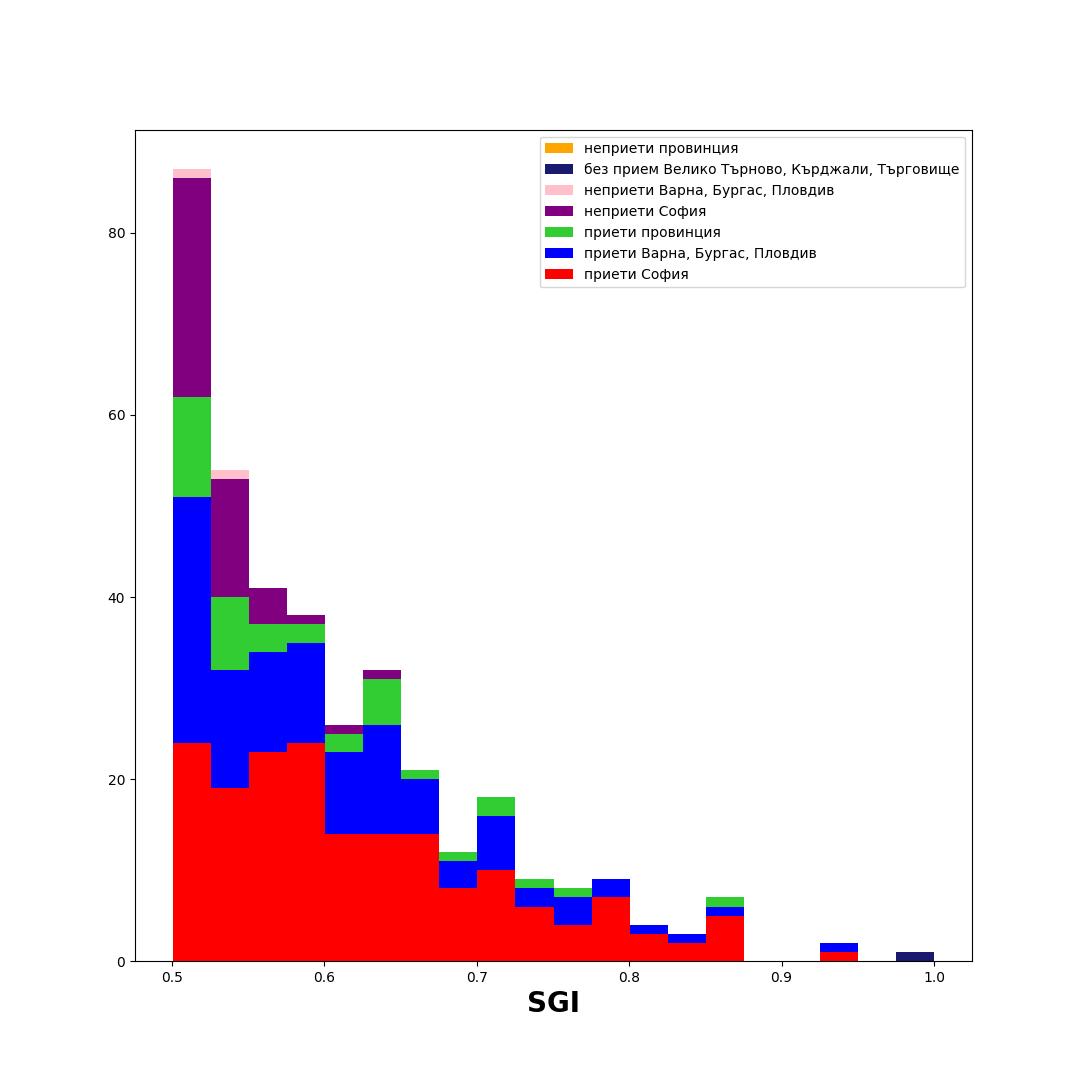 неприети провинция
без прием Велико Търново, Кърджали, Търговище
неприети Варна, Бургас, Пловдив
неприети София
приети провинция
приети Варна, Бургас, Пловдив
приети София
80
60
40
20
0
0.5 0.6 0.7 0.8 0.9 1.0
SGI